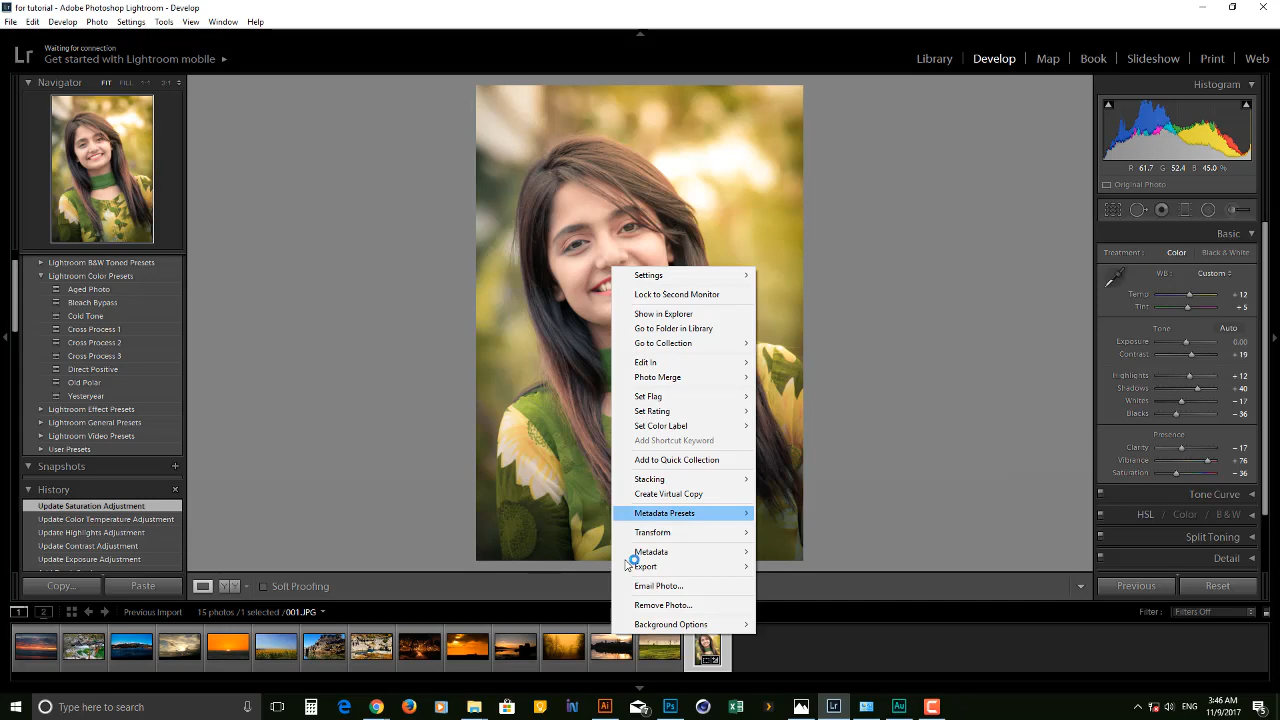 for tutorial - Adobe Photoshop Lightroom - Develop
File Edit Develop Photo Settings Tools View Window Help
Lr
Waiting for connection
Get started with Lightroom mobile
Library Develop Map Book Slideshow Print Web
Navigator FIT FILL 1:1 3:1
Lightroom B&W Toned Presets
Lightroom Color Presets
Aged Photo
Bleach Bypass
Cold Tone
Cross Process 1
Cross Process 2
Cross Process 3
Direct Positive
Old Polar
Yesteryear
Lightroom Effect Presets
Lightroom General Presets
Lightroom Video Presets
User Presets
Snapshots
History
Update Saturation Adjustment
Update Color Temperature Adjustment
Update Highlights Adjustment
Update Contrast Adjustment
Update Exposure Adjustment
Copy... Paste
Settings
Lock to Second Monitor
Show in Explorer
Go to Folder in Library
Go to Collection
Edit In
Photo Merge
Set Flag
Set Rating
Set Color Label
Add Shortcut Keyword
Add to Quick Collection
Stacking
Create Virtual Copy
Metadata Presets
Transform
Metadata
Export
Email Photo...
Remove Photo...
Background Options
Histogram
R 61.7 G 52.4 B 45.0 %
Original Photo
Basic
Treatment : Color Black & White
WB : Custom
Temp + 12
Tint + 5
Tone Auto
Exposure 0.00
Contrast + 19
Highlights + 12
Shadows + 40
Whites - 17
Blacks - 36
Presence
Clarity - 17
Vibrance + 76
Saturation - 36
Tone Curve
HSL / Color / B & W
Split Toning
Detail
Previous Reset
Y Y Soft Proofing
1 2 Previous Import 15 photos / 1 selected / 001.JPG Filter : Filters Off
Type here to search
Ai Ps Lr Au
ENG
3:46 AM
11/9/2017